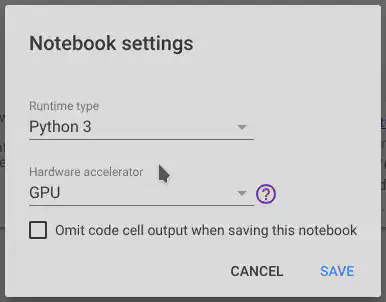 Notebook settings
Runtime type
Python 3
Hardware accelerator
GPU
?
Omit code cell output when saving this notebook
CANCEL SAVE